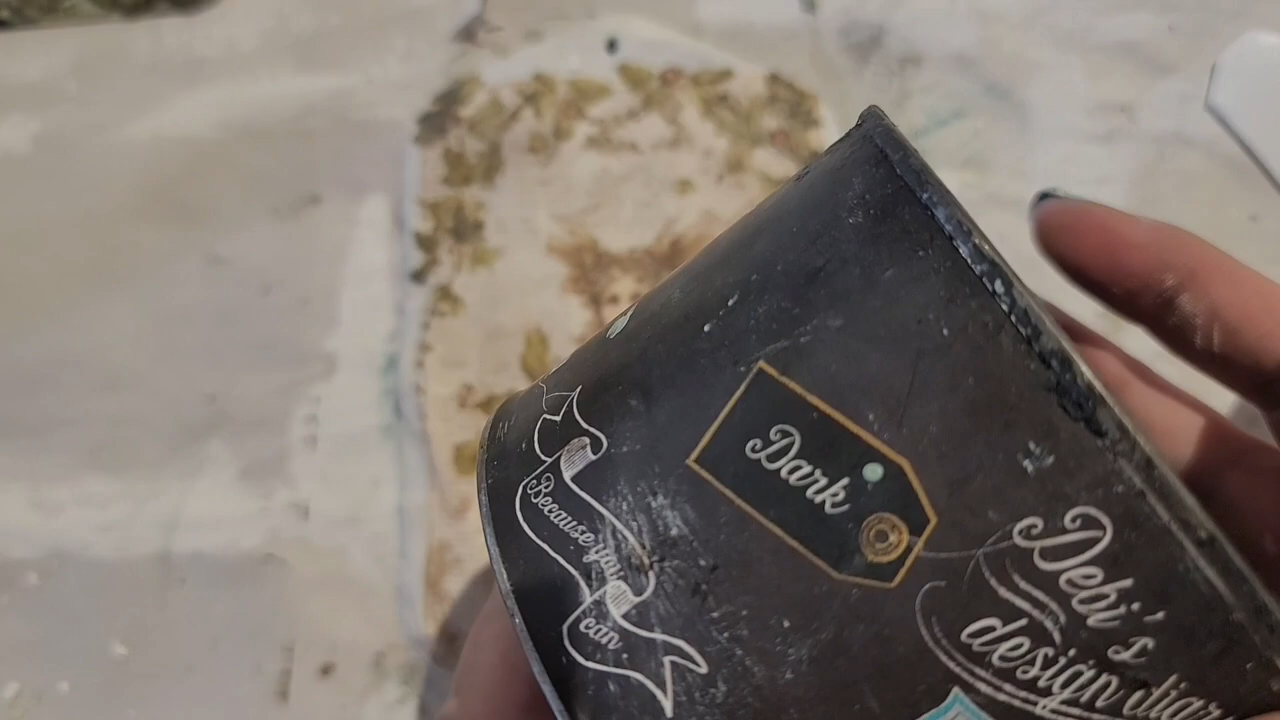 Dark
Debi's
design diary
Because you
can